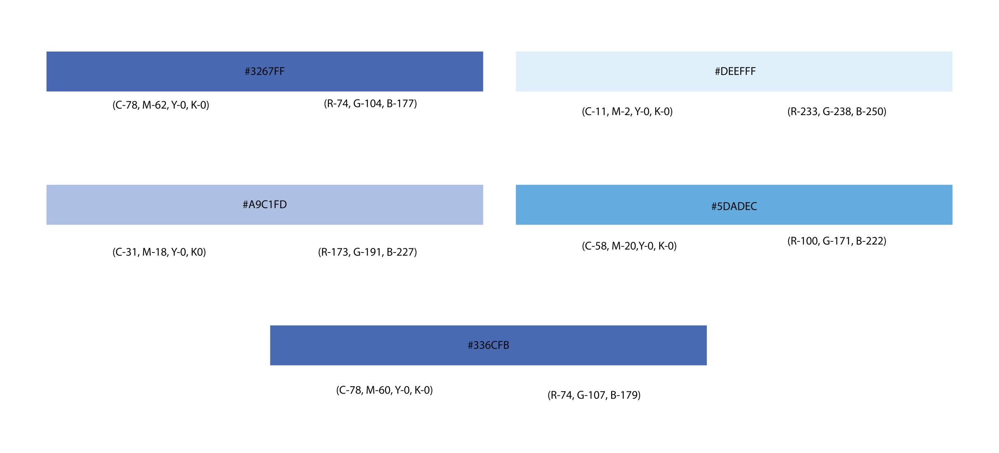 #3267FF
(C-78, M-62, Y-0, K-0)
(R-74, G-104, B-177)
#DEEFFF
(C-11, M-2, Y-0, K-0)
(R-233, G-238, B-250)
#A9C1FD
(C-31, M-18, Y-0, K0)
(R-173, G-191, B-227)
#5DADEC
(C-58, M-20,Y-0, K-0)
(R-100, G-171, B-222)
#336CFB
(C-78, M-60, Y-0, K-0)
(R-74, G-107, B-179)